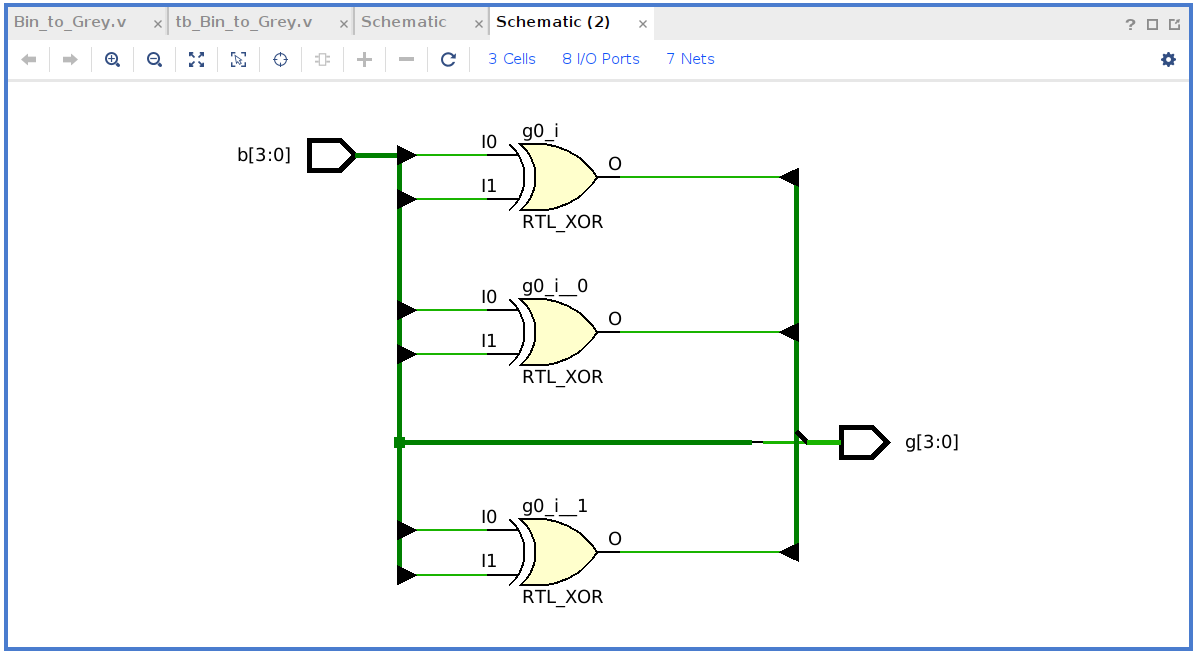 Bin_to_Grey.v × tb_Bin_to_Grey.v × Schematic × Schematic (2) × ?
3 Cells 8 I/O Ports 7 Nets
g0_i
b[3:0] I0 O
I1
RTL_XOR
g0_i__0
I0 O
I1
RTL_XOR
g[3:0]
g0_i__1
I0 O
I1
RTL_XOR